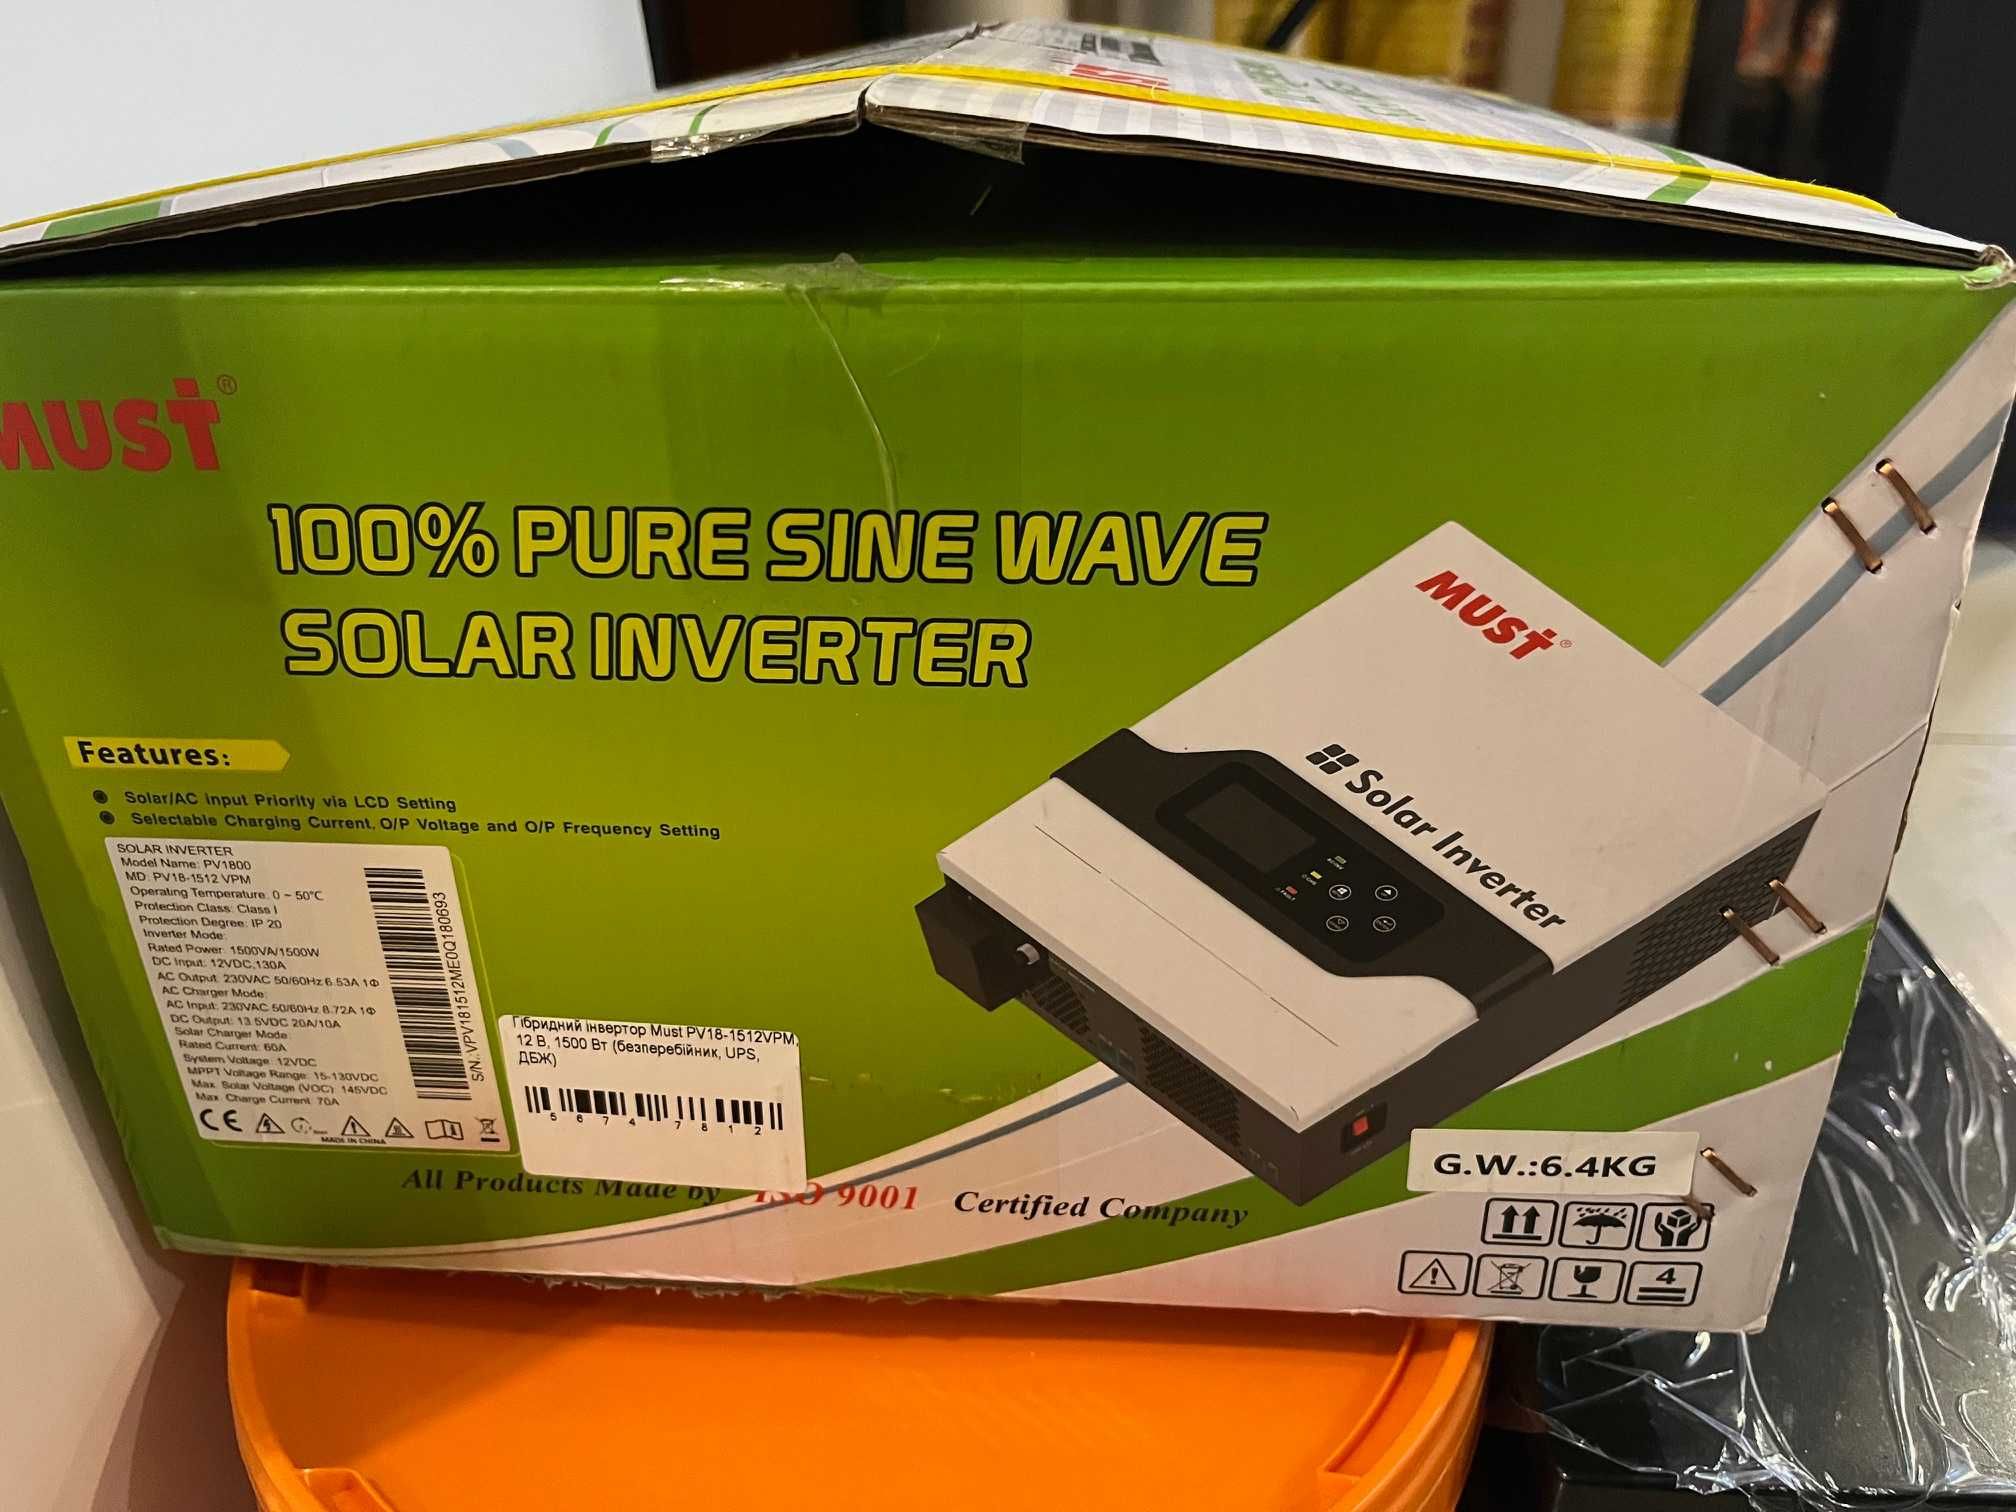 MUST®
100% PURE SINE WAVE
SOLAR INVERTER
MUST®
Solar Inverter
Features:
Solar/AC input Priority via LCD Setting
Selectable Charging Current, O/P Voltage and O/P Frequency Setting
SOLAR INVERTER
Model Name: PV1800
MD: PV18-1512 VPM
Operating Temperature: 0 ~ 50°C
Protection Class: Class I
Protection Degree: IP 20
Inverter Mode:
Rated Power: 1500VA/1500W
DC Input: 12VDC,130A
AC Output: 230VAC 50/60Hz 6.53A 1Φ
AC Charger Mode:
AC Input: 230VAC 50/60Hz 8.72A 1Φ
DC Output: 13.5VDC 20A/10A
Solar Charger Mode:
Rated Current: 60A
System Voltage: 12VDC
MPPT Voltage Range: 15-130VDC
Max. Solar Voltage (VOC): 145VDC
Max. Charge Current: 70A
CE
MADE IN CHINA
S/N.:VPV181512ME0Q180693
Гібридний інвертор Must PV18-1512VPM,
12 В, 1500 Вт (безперебійник, UPS,
ДБЖ)
5 6 7 4 7 8 1 2
All Products Made by ISO 9001 Certified Company
G.W.:6.4KG
4